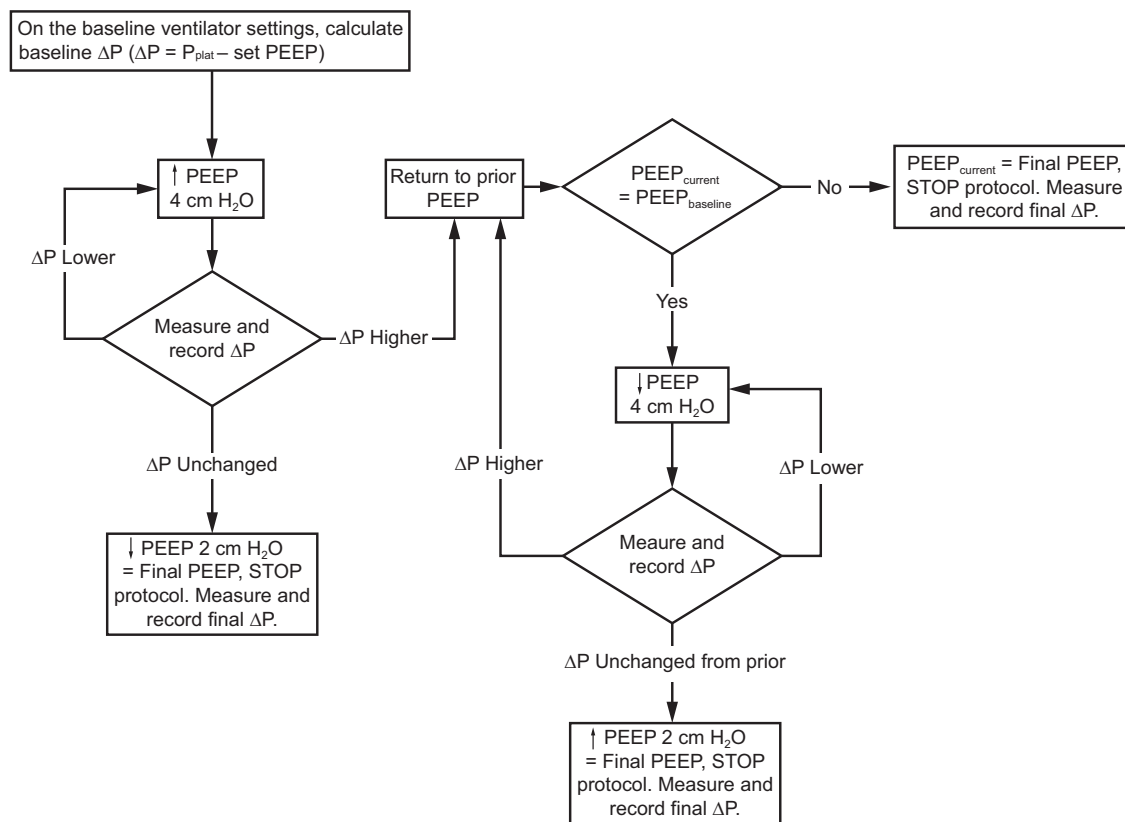 On the baseline ventilator settings, calculate
baseline ΔP (ΔP = Pplat – set PEEP)
↑ PEEP
4 cm H₂O
ΔP Lower
Measure and
record ΔP
ΔP Higher
ΔP Unchanged
↓ PEEP 2 cm H₂O
= Final PEEP, STOP
protocol. Measure and
record final ΔP.
Return to prior
PEEP
PEEPcurrent
= PEEPbaseline
No
PEEPcurrent = Final PEEP,
STOP protocol. Measure
and record final ΔP.
Yes
↓ PEEP
4 cm H₂O
ΔP Higher
ΔP Lower
Meaure and
record ΔP
ΔP Unchanged from prior
↑ PEEP 2 cm H₂O
= Final PEEP, STOP
protocol. Measure and
record final ΔP.